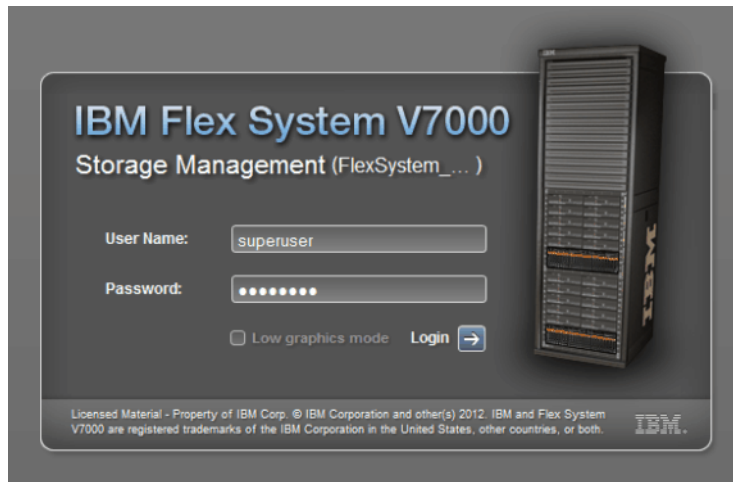 IBM Flex System V7000
Storage Management (FlexSystem_... )
User Name:
superuser
Password:
••••••••
Low graphics mode
Login
Licensed Material - Property of IBM Corp. © IBM Corporation and other(s) 2012. IBM and Flex System
V7000 are registered trademarks of the IBM Corporation in the United States, other countries, or both.
IBM.
IBM